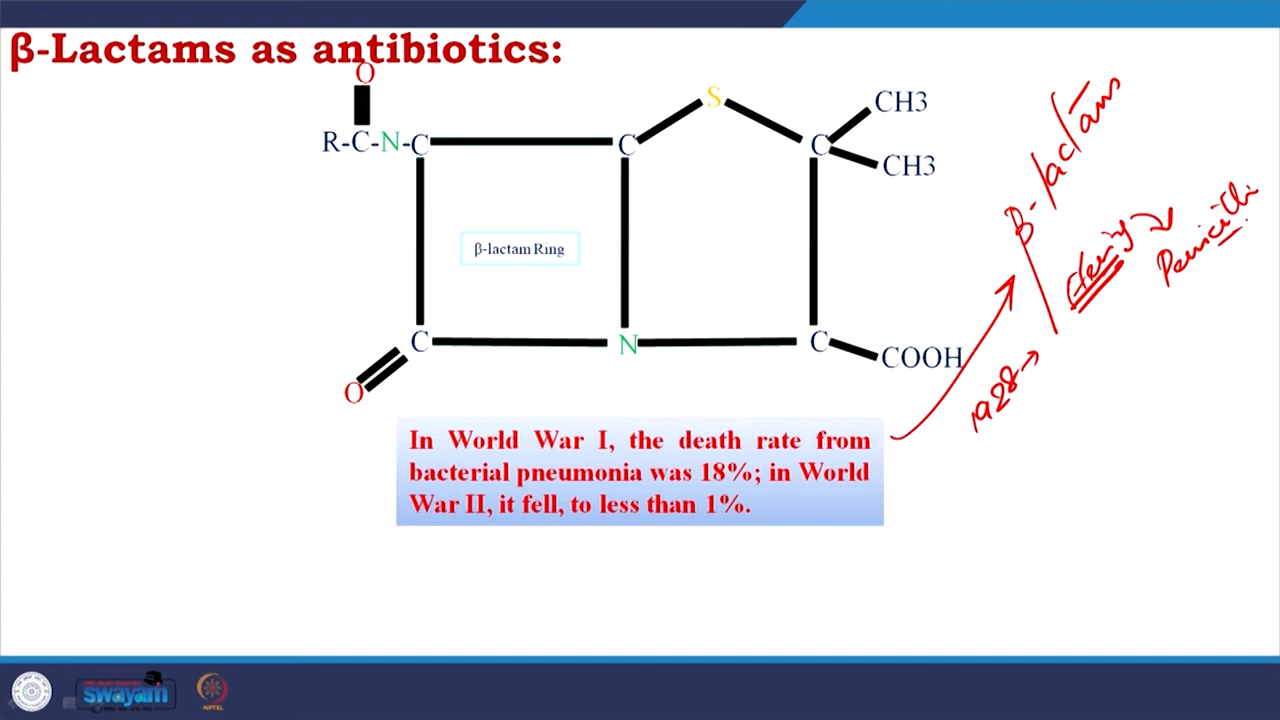 β-Lactams as antibiotics:
O
R-C-N-C
C
S
C
CH3
CH3
β-lactam Ring
C
N
C
COOH
O
In World War I, the death rate from
bacterial pneumonia was 18%; in World
War II, it fell, to less than 1%.
β-lactams
1928→
swayam
NPTEL